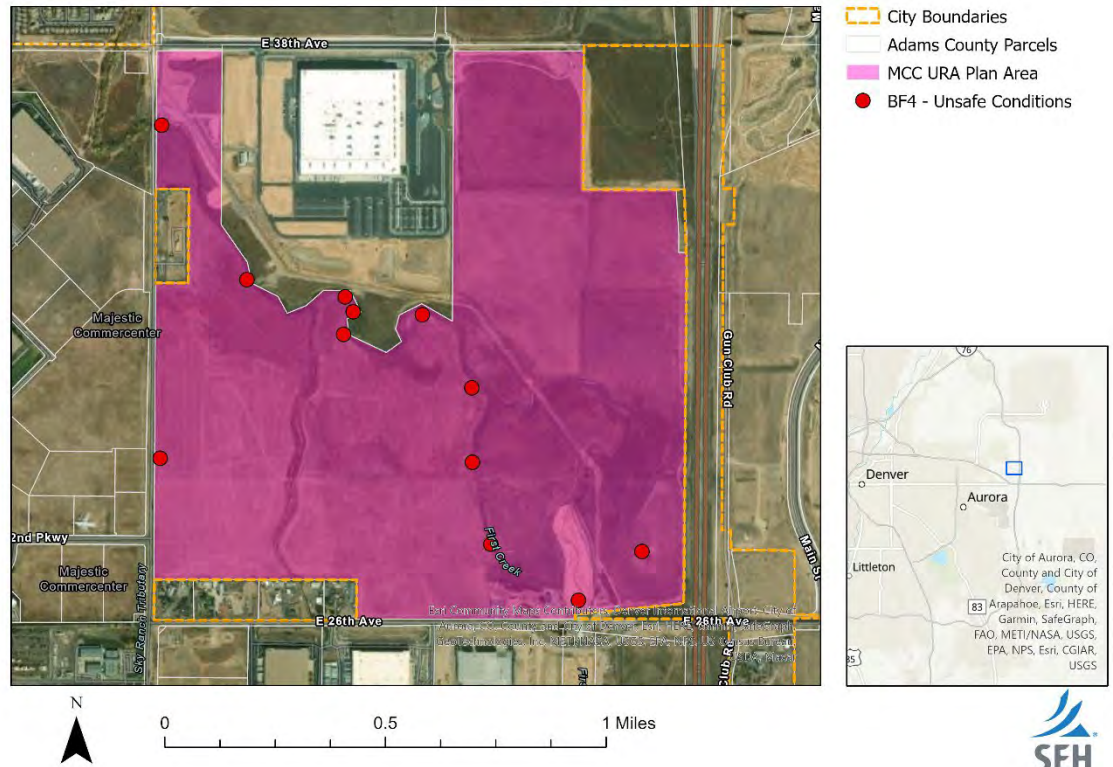 E 38th Ave
Majestic
Commercenter
Gun Club Rd
2nd Pkwy
Majestic
Commercenter
Sky Ranch Tributary
First Creek
Main St
E 26th Ave
E 26th Ave
Club Rd
City Boundaries
Adams County Parcels
MCC URA Plan Area
BF4 - Unsafe Conditions
76
Denver
Aurora
Littleton
83
85
City of Aurora, CO,
County and City of
Denver, County of
Arapahoe, Esri, HERE,
Garmin, SafeGraph,
FAO, METI/NASA, USGS,
EPA, NPS, Esri, CGIAR,
USGS
N
0 0.5 1 Miles
SEH